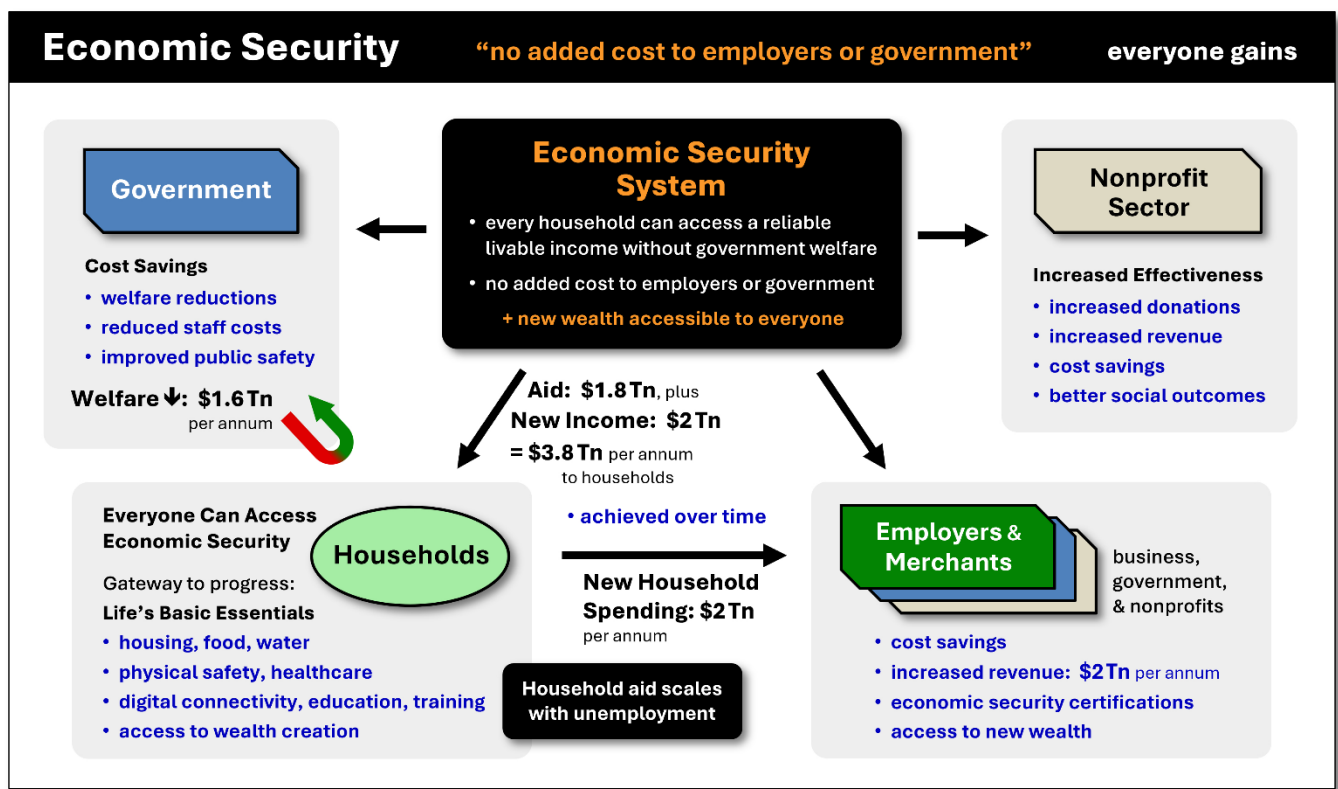 Economic Security
“no added cost to employers or government”
everyone gains
Government
Cost Savings
• welfare reductions
• reduced staff costs
• improved public safety
Welfare 🡻: $1.6 Tn
per annum
Economic Security
System
• every household can access a reliable
livable income without government welfare
• no added cost to employers or government
+ new wealth accessible to everyone
Nonprofit
Sector
Increased Effectiveness
• increased donations
• increased revenue
• cost savings
• better social outcomes
Aid: $1.8 Tn, plus
New Income: $2 Tn
= $3.8 Tn per annum
to households
• achieved over time
Everyone Can Access
Economic Security
Households
Gateway to progress:
Life’s Basic Essentials
• housing, food, water
• physical safety, healthcare
• digital connectivity, education, training
• access to wealth creation
New Household
Spending: $2 Tn
per annum
Household aid scales
with unemployment
Employers &
Merchants
business,
government,
& nonprofits
• cost savings
• increased revenue: $2 Tn per annum
• economic security certifications
• access to new wealth